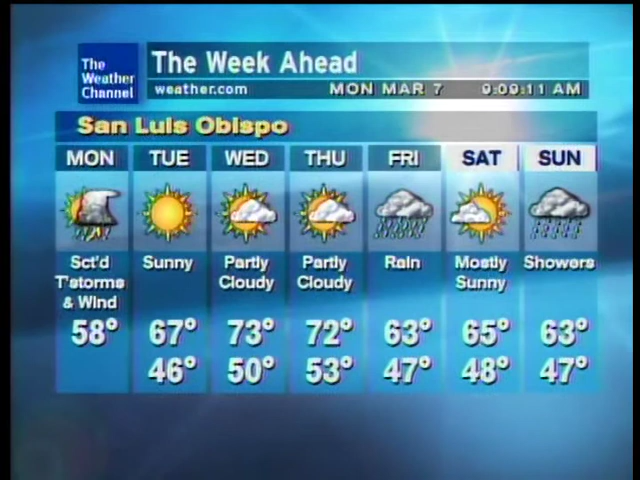 The
Weather
Channel
The Week Ahead
weather.com MON MAR 7 9:09:11 AM
San Luis Obispo
MON TUE WED THU FRI SAT SUN
Sct'd Sunny Partly Partly Rain Mostly Showers
T'storms Cloudy Cloudy Sunny
& Wind
58° 67° 73° 72° 63° 65° 63°
46° 50° 53° 47° 48° 47°